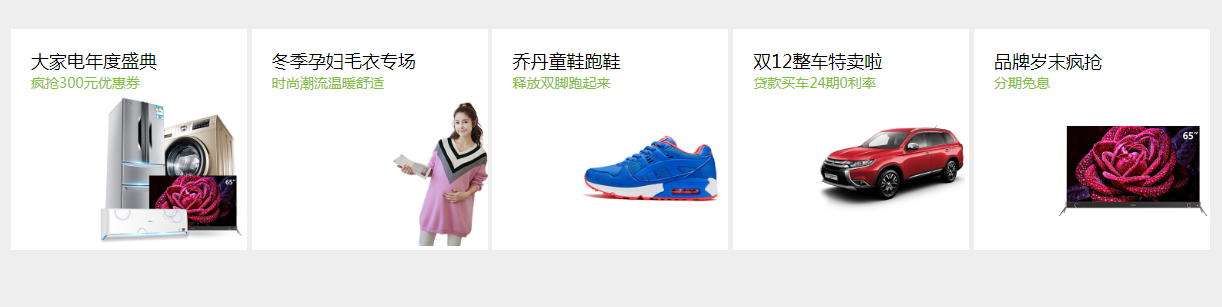 大家电年度盛典
疯抢300元优惠券
65"
冬季孕妇毛衣专场
时尚潮流温暖舒适
乔丹童鞋跑鞋
释放双脚跑起来
双12整车特卖啦
贷款买车24期0利率
品牌岁末疯抢
分期免息
65"